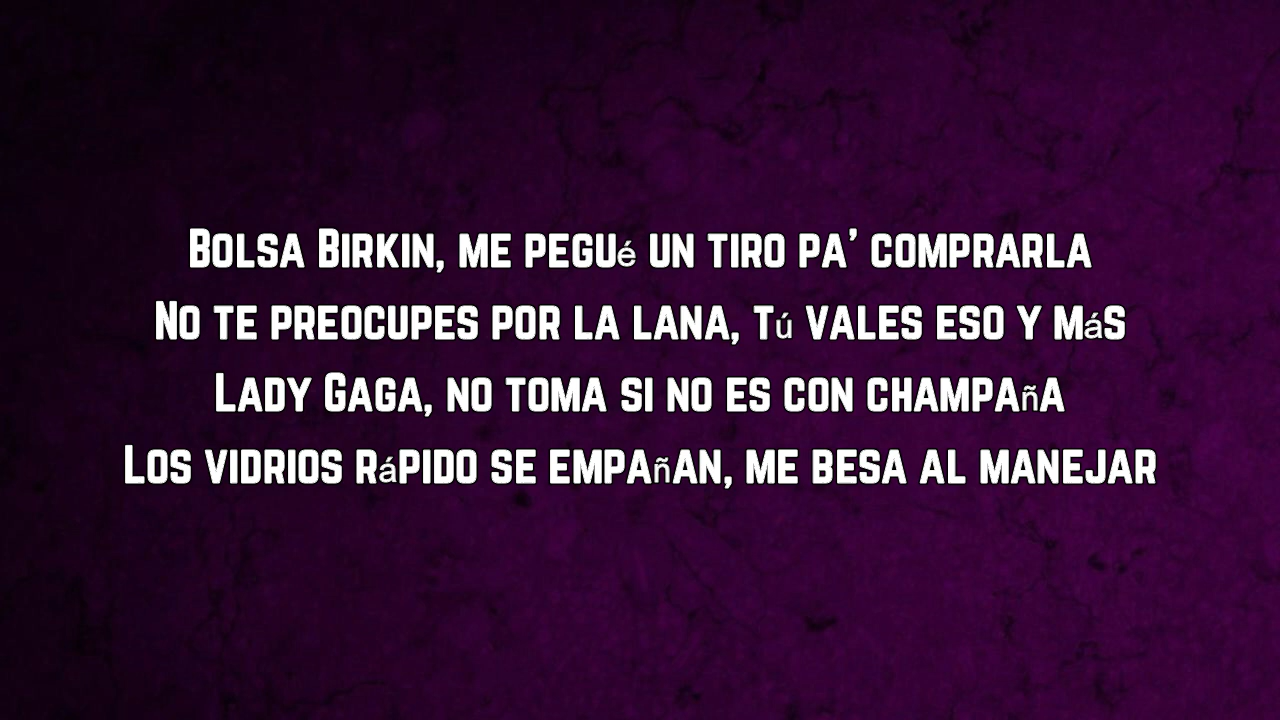 Bolsa Birkin, me pegué un tiro pa' comprarla
No te preocupes por la lana, Tú vales eso y más
Lady Gaga, no toma si no es con champaña
Los vidrios rápido se empañan, me besa al manejar